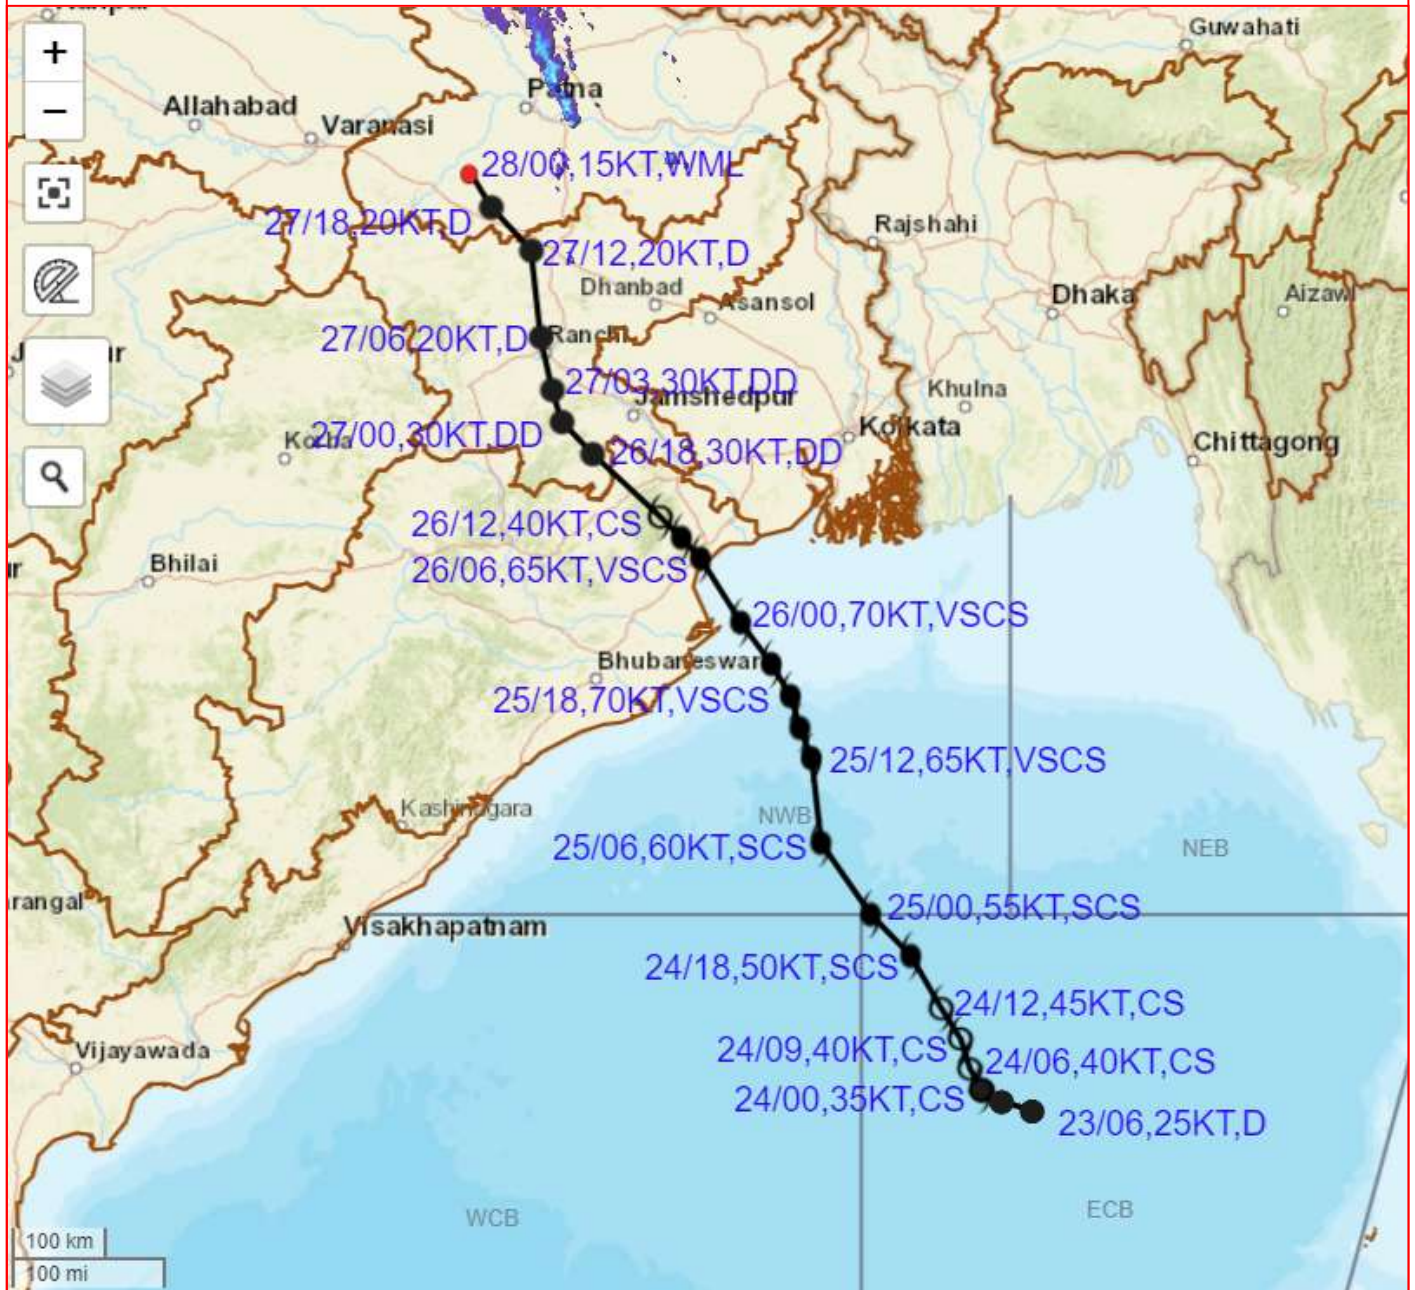 Guwahati
+
−
Patna
Allahabad
Varanasi
28/00,15KT,WML
27/18,20KT,D
Rajshahi
27/12,20KT,D
Dhanbad
Asansol
Dhaka
Aizawl
27/06,20KT,D
Ranchi
27/03,30KT,DD
Jamshedpur
Khulna
Korba
27/00,30KT,DD
26/18,30KT,DD
Kolkata
Chittagong
26/12,40KT,CS
Bhilai
26/06,65KT,VSCS
26/00,70KT,VSCS
Bhubaneswar
25/18,70KT,VSCS
25/12,65KT,VSCS
Kashinagara
NWB
25/06,60KT,SCS
NEB
rangal
25/00,55KT,SCS
Visakhapatnam
24/18,50KT,SCS
24/12,45KT,CS
Vijayawada
24/09,40KT,CS
24/06,40KT,CS
24/00,35KT,CS
23/06,25KT,D
WCB
ECB
100 km
100 mi